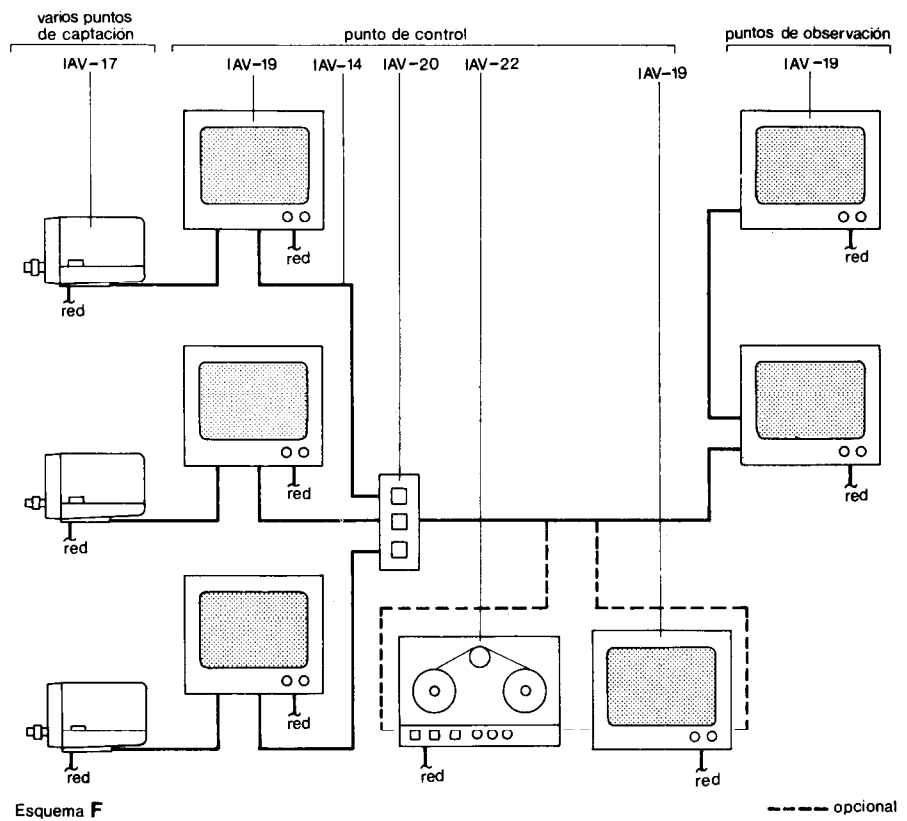 varios puntos
de captación
punto de control
puntos de observación
IAV-17
IAV-19
IAV-14
IAV-20
IAV-22
IAV-19
IAV-19
red
red
red
red
red
red
red
red
red
red
Esquema F
opcional